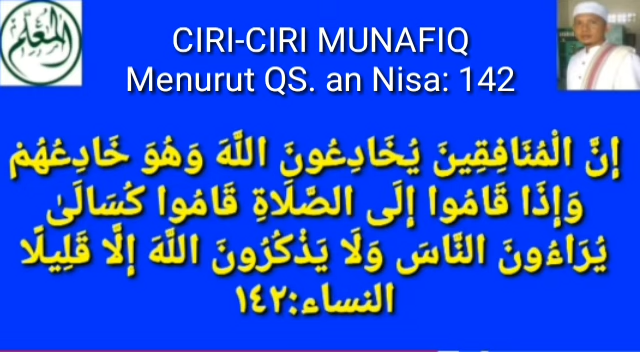 المعلم
CIRI-CIRI MUNAFIQ
Menurut QS. an Nisa: 142
إِنَّ الْمُنَافِقِينَ يُخَادِعُونَ اللَّهَ وَهُوَ خَادِعُهُمْ
وَإِذَا قَامُوا إِلَى الصَّلَاةِ قَامُوا كُسَالَىٰ
يُرَاءُونَ النَّاسَ وَلَا يَذْكُرُونَ اللَّهَ إِلَّا قَلِيلًا
النساء:١٤٢